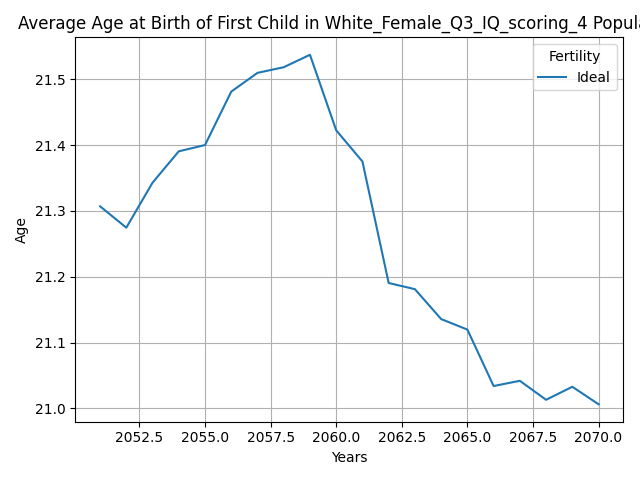 Average Age at Birth of First Child in White_Female_Q3_IQ_scoring_4 Popula
Fertility
Ideal
21.5
21.4
21.3
21.2
21.1
21.0
Age
2052.5 2055.0 2057.5 2060.0 2062.5 2065.0 2067.5 2070.0
Years